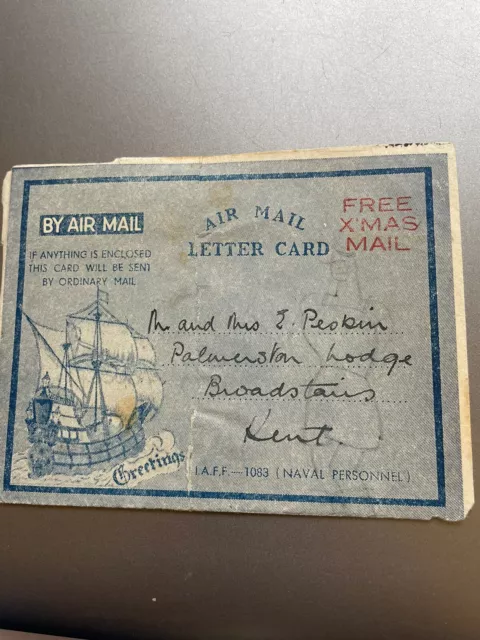 BY AIR MAIL
IF ANYTHING IS ENCLOSED
THIS CARD WILL BE SENT
BY ORDINARY MAIL
AIR MAIL
LETTER CARD
FREE
X'MAS
MAIL
M. and Mrs E. Peskin
Palmerston Lodge
Broadstairs
Kent.
Greetings
I.A.F.F.—1083 (NAVAL PERSONNEL)